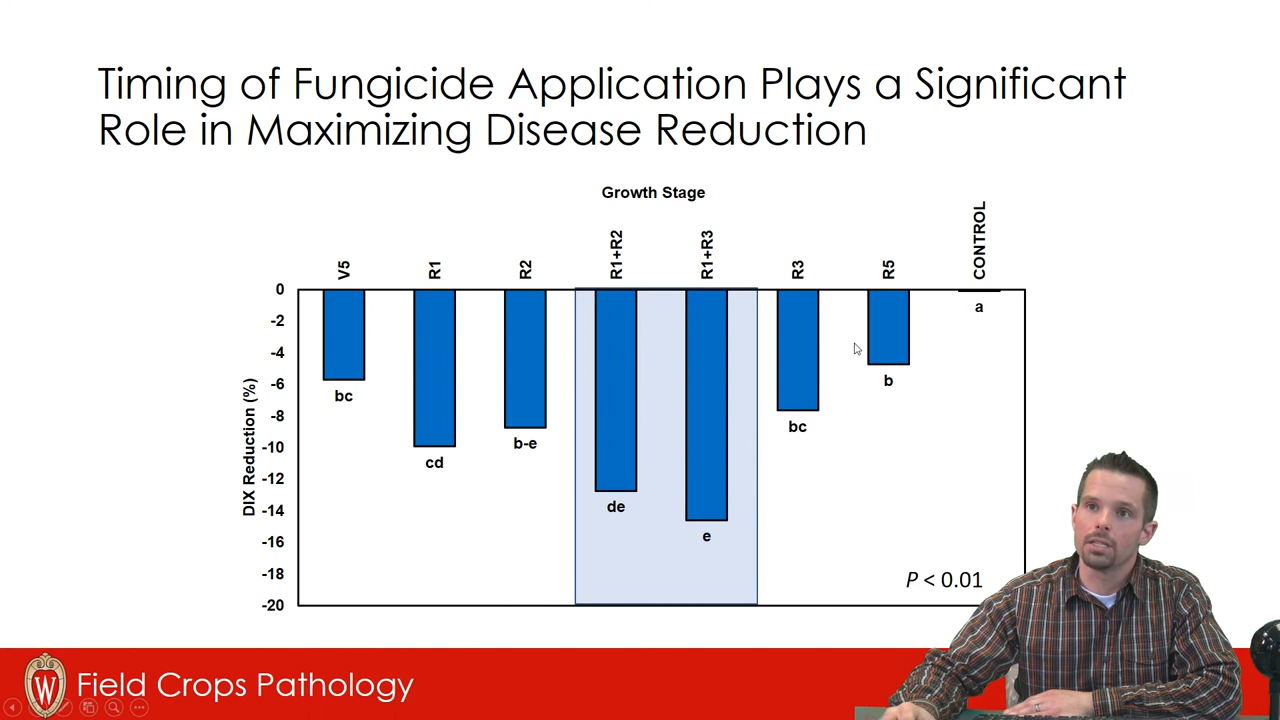 Timing of Fungicide Application Plays a Significant
Role in Maximizing Disease Reduction
Growth Stage
V5
R1
R2
R1+R2
R1+R3
R3
R5
CONTROL
DIX Reduction (%)
0
-2
-4
-6
-8
-10
-12
-14
-16
-18
-20
bc
cd
b-e
de
e
bc
b
a
P < 0.01
W
Field Crops Pathology